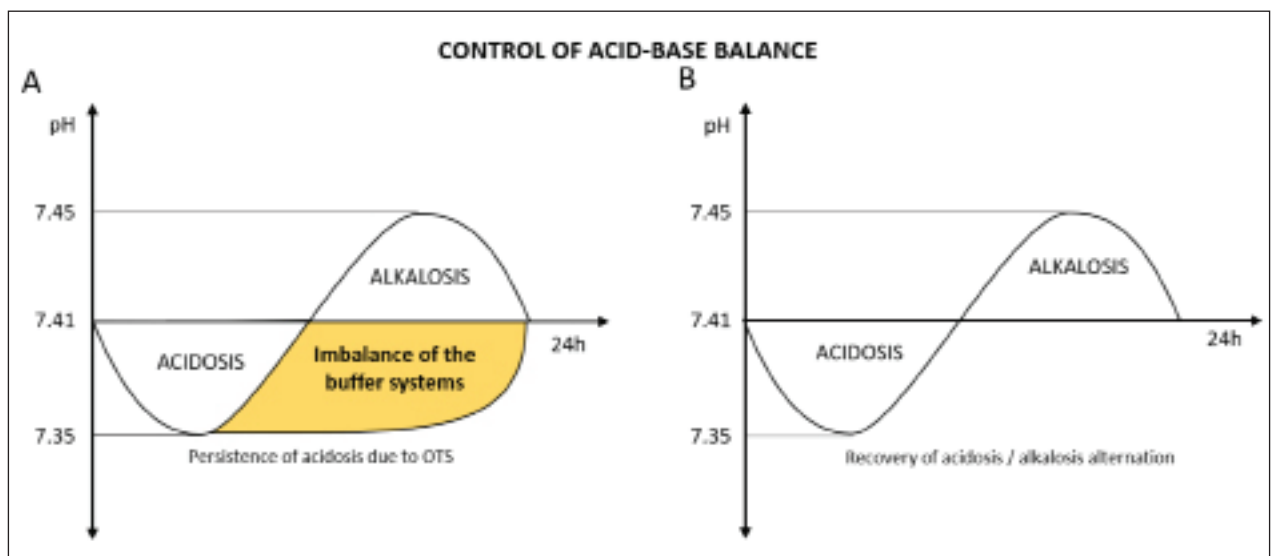 CONTROL OF ACID-BASE BALANCE
A
pH
7.45
ALKALOSIS
7.41
24h
ACIDOSIS
Imbalance of the
buffer systems
7.35
Persistence of acidosis due to OTS
B
pH
7.45
ALKALOSIS
7.41
24h
ACIDOSIS
7.35
Recovery of acidosis / alkalosis alternation